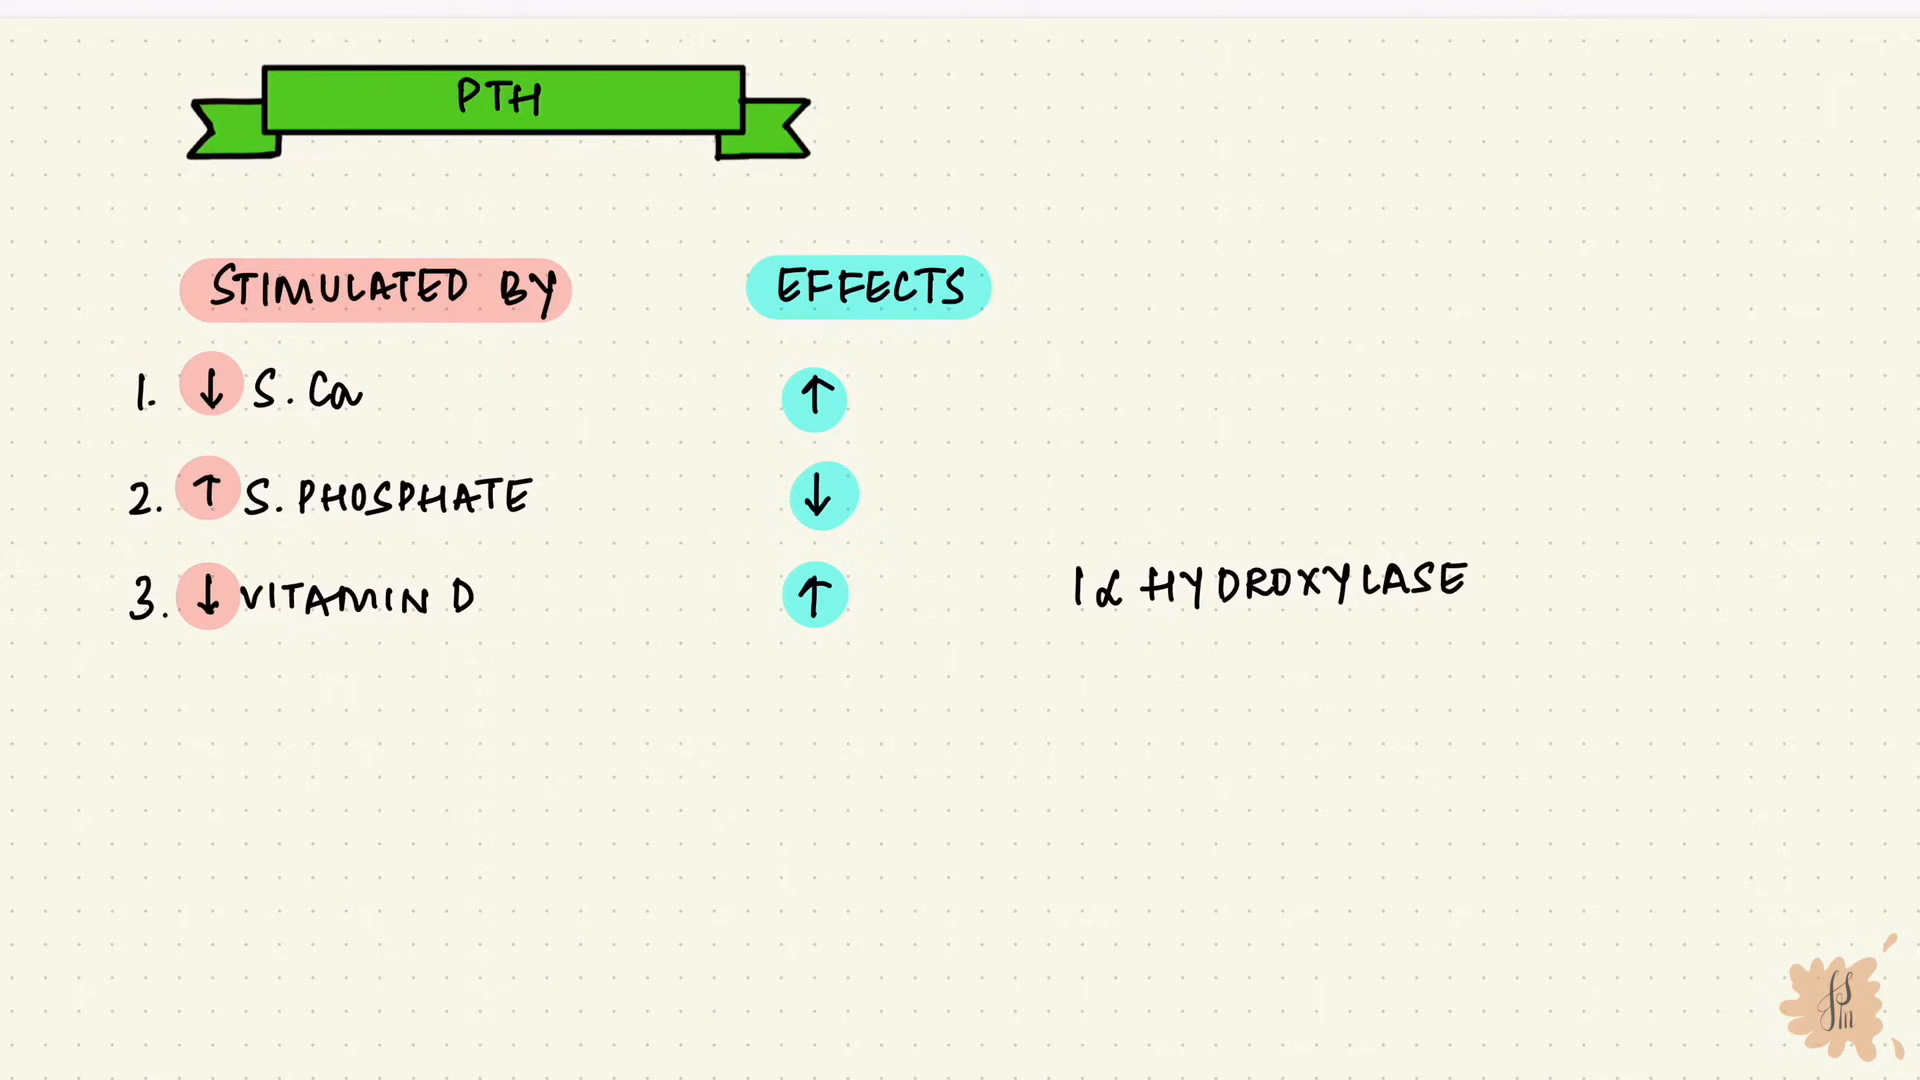 PTH
STIMULATED BY EFFECTS
1. ↓ S. Ca ↑
2. ↑ S. PHOSPHATE ↓
3. ↓ VITAMIN D ↑ 1α HYDROXYLASE